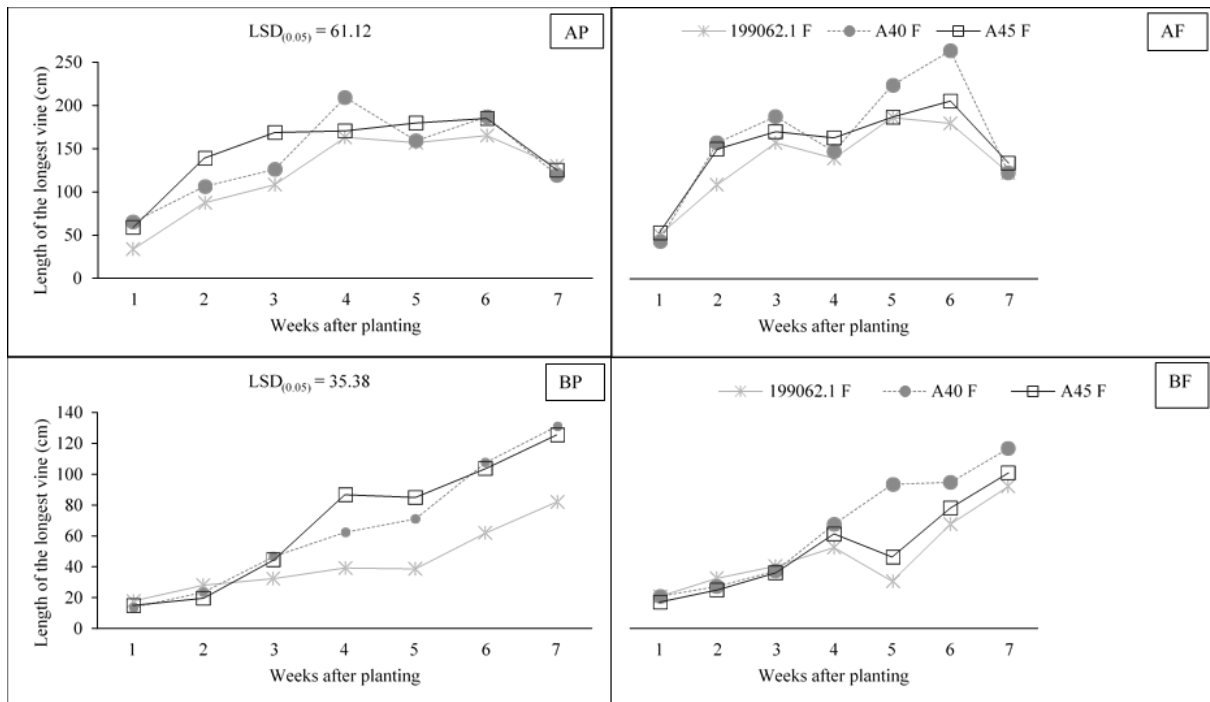 LSD(0.05) = 61.12
AP
Length of the longest vine (cm)
250
200
150
100
50
0
1 2 3 4 5 6 7
Weeks after planting
199062.1 F A40 F A45 F
AF
1 2 3 4 5 6 7
Weeks after planting
LSD(0.05) = 35.38
BP
Length of the longest vine (cm)
140
120
100
80
60
40
20
0
1 2 3 4 5 6 7
Weeks after planting
199062.1 F A40 F A45 F
BF
1 2 3 4 5 6 7
Weeks after planting